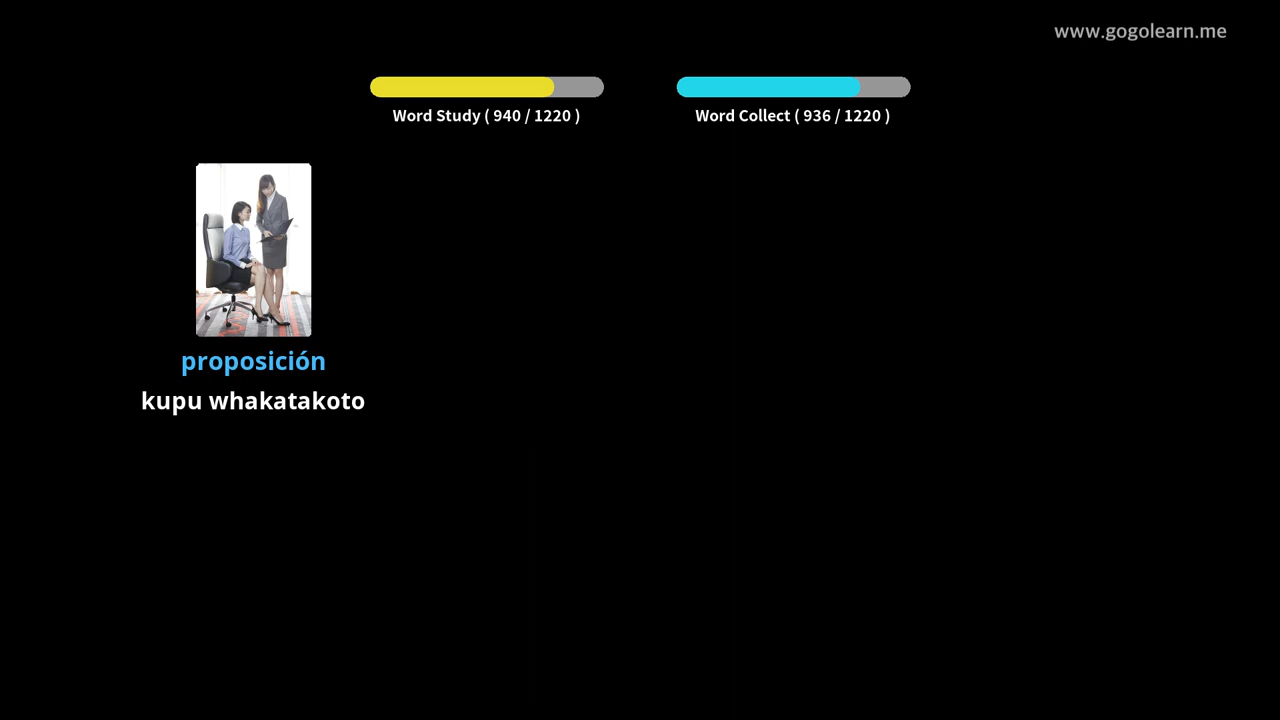 www.gogolearn.me
Word Study ( 940 / 1220 )
Word Collect ( 936 / 1220 )
proposición
kupu whakatakoto